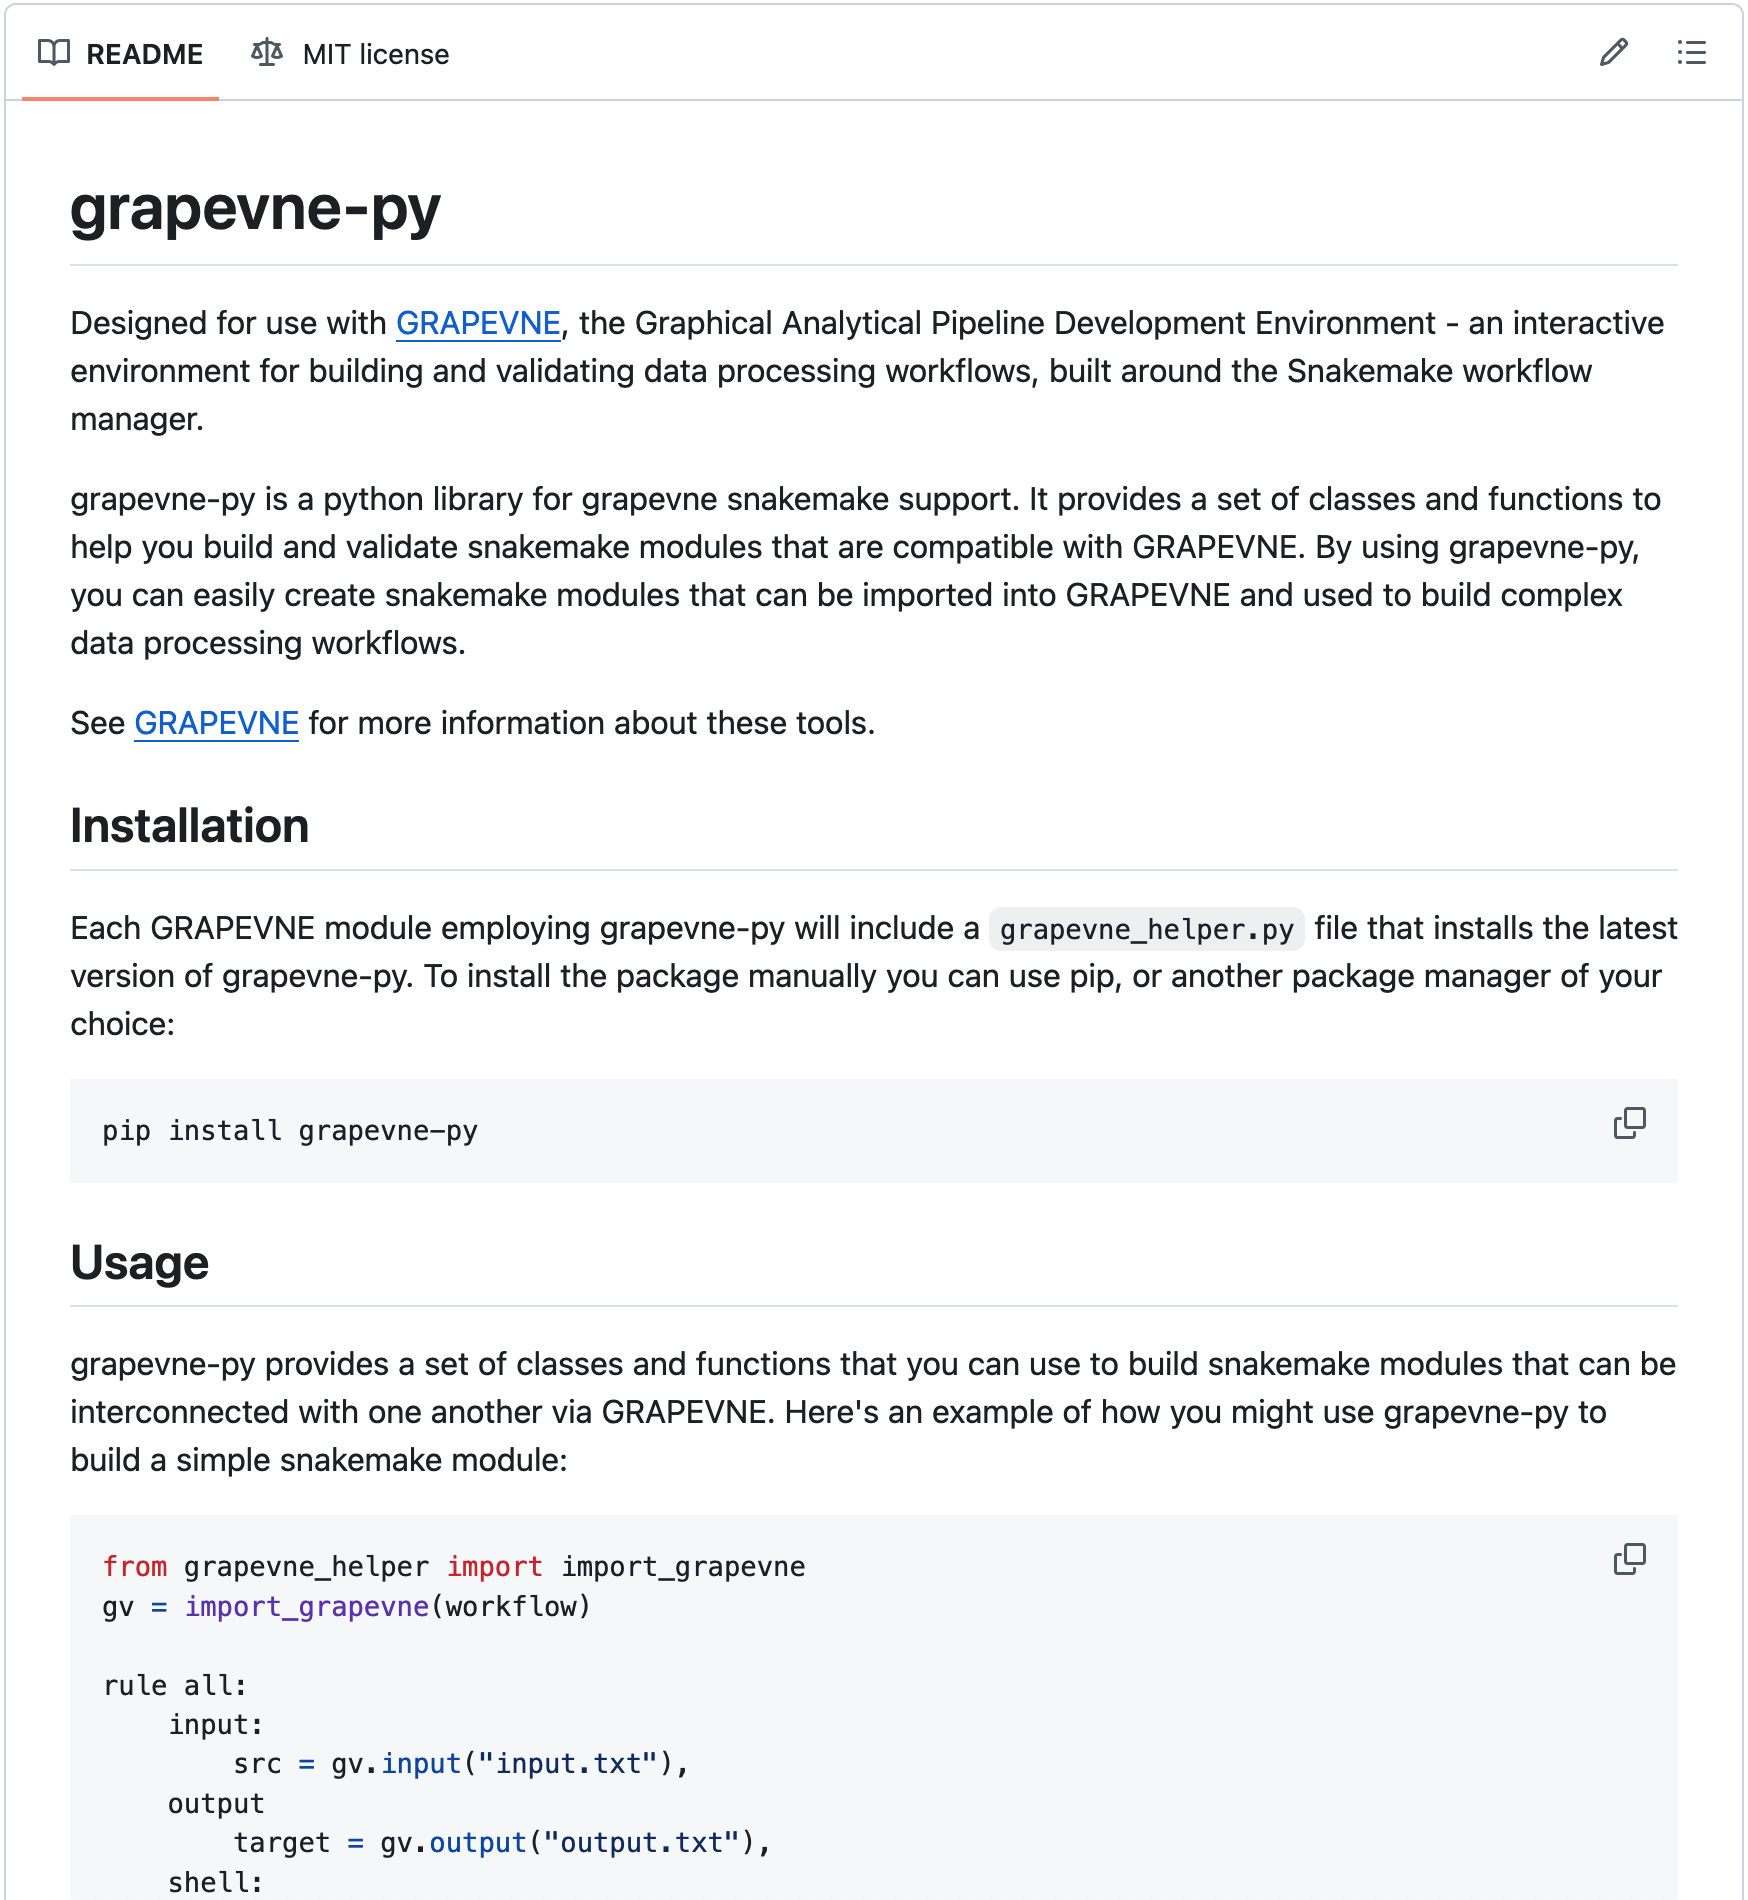 README
MIT license
grapevne-py
Designed for use with GRAPEVNE, the Graphical Analytical Pipeline Development Environment - an interactive
environment for building and validating data processing workflows, built around the Snakemake workflow
manager.
grapevne-py is a python library for grapevne snakemake support. It provides a set of classes and functions to
help you build and validate snakemake modules that are compatible with GRAPEVNE. By using grapevne-py,
you can easily create snakemake modules that can be imported into GRAPEVNE and used to build complex
data processing workflows.
See GRAPEVNE for more information about these tools.
Installation
Each GRAPEVNE module employing grapevne-py will include a grapevne_helper.py file that installs the latest
version of grapevne-py. To install the package manually you can use pip, or another package manager of your
choice:
pip install grapevne-py
Usage
grapevne-py provides a set of classes and functions that you can use to build snakemake modules that can be
interconnected with one another via GRAPEVNE. Here's an example of how you might use grapevne-py to
build a simple snakemake module:
from grapevne_helper import import_grapevne
gv = import_grapevne(workflow)
rule all:
    input:
        src = gv.input("input.txt"),
    output
        target = gv.output("output.txt"),
    shell: